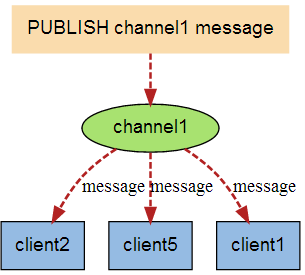 PUBLISH channel1 message
channel1
message message message
client2 client5 client1